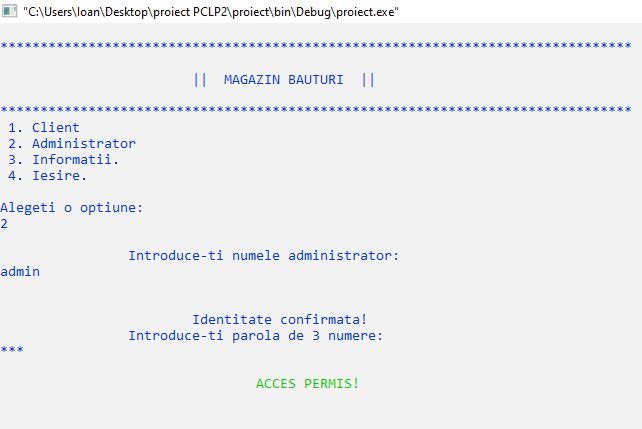 "C:\Users\Ioan\Desktop\proiect PCLP2\proiect\bin\Debug\proiect.exe"
*******************************************************************************
|| MAGAZIN BAUTURI ||
*******************************************************************************
1. Client
2. Administrator
3. Informatii.
4. Iesire.
Alegeti o optiune:
2
Introduce-ti numele administrator:
admin
Identitate confirmata!
Introduce-ti parola de 3 numere:
***
ACCES PERMIS!